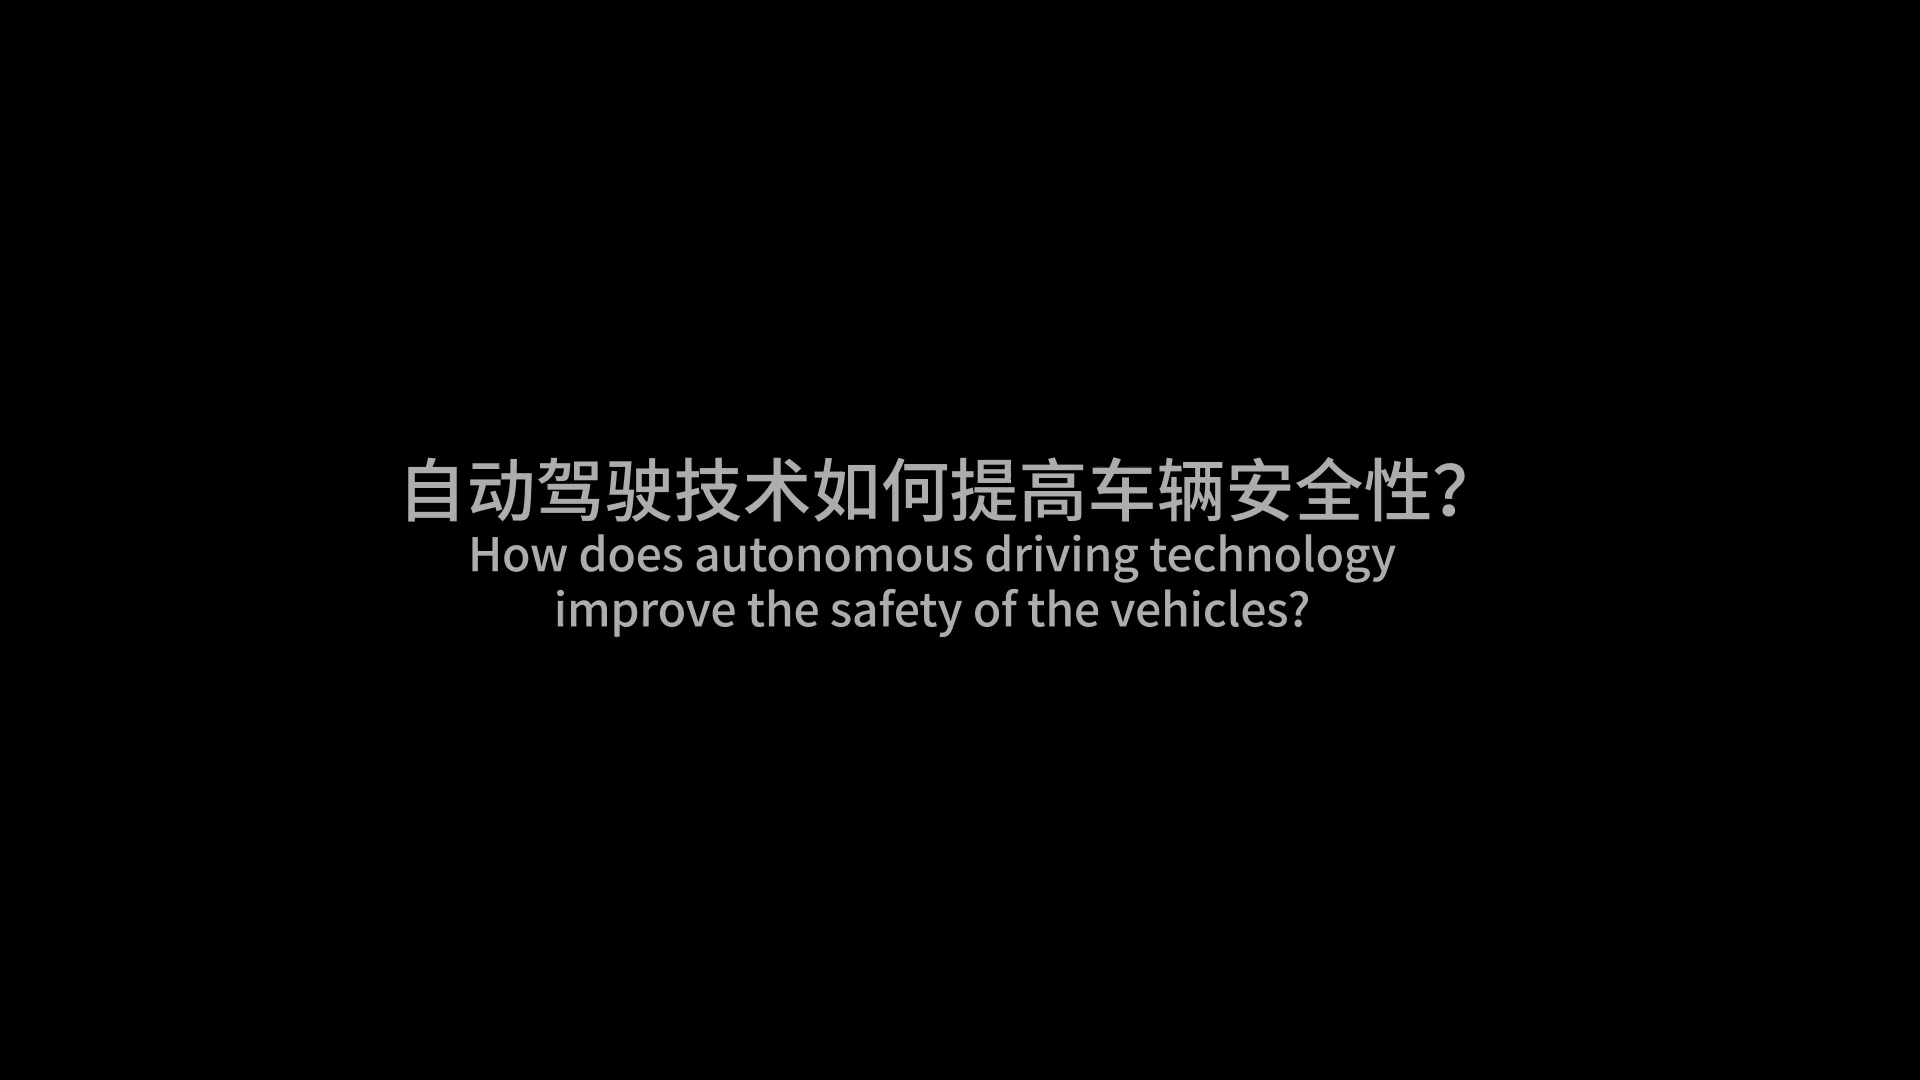 自动驾驶技术如何提高车辆安全性？
How does autonomous driving technology
improve the safety of the vehicles?